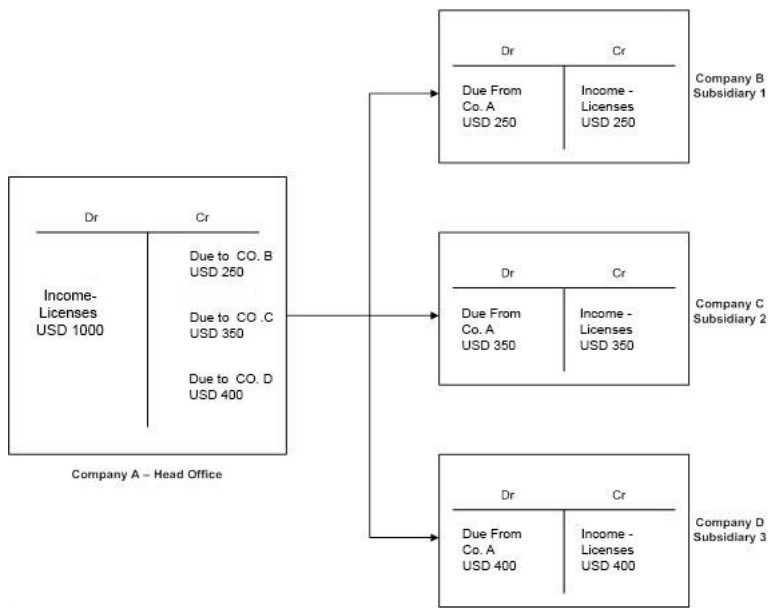 Dr Cr
Due From
Co. A
USD 250
Income -
Licenses
USD 250
Company B
Subsidiary 1
Dr Cr
Due to CO. B
USD 250
Income-
Licenses
USD 1000
Due to CO .C
USD 350
Due to CO. D
USD 400
Company A – Head Office
Dr Cr
Due From
Co. A
USD 350
Income -
Licenses
USD 350
Company C
Subsidiary 2
Dr Cr
Due From
Co. A
USD 400
Income -
Licenses
USD 400
Company D
Subsidiary 3